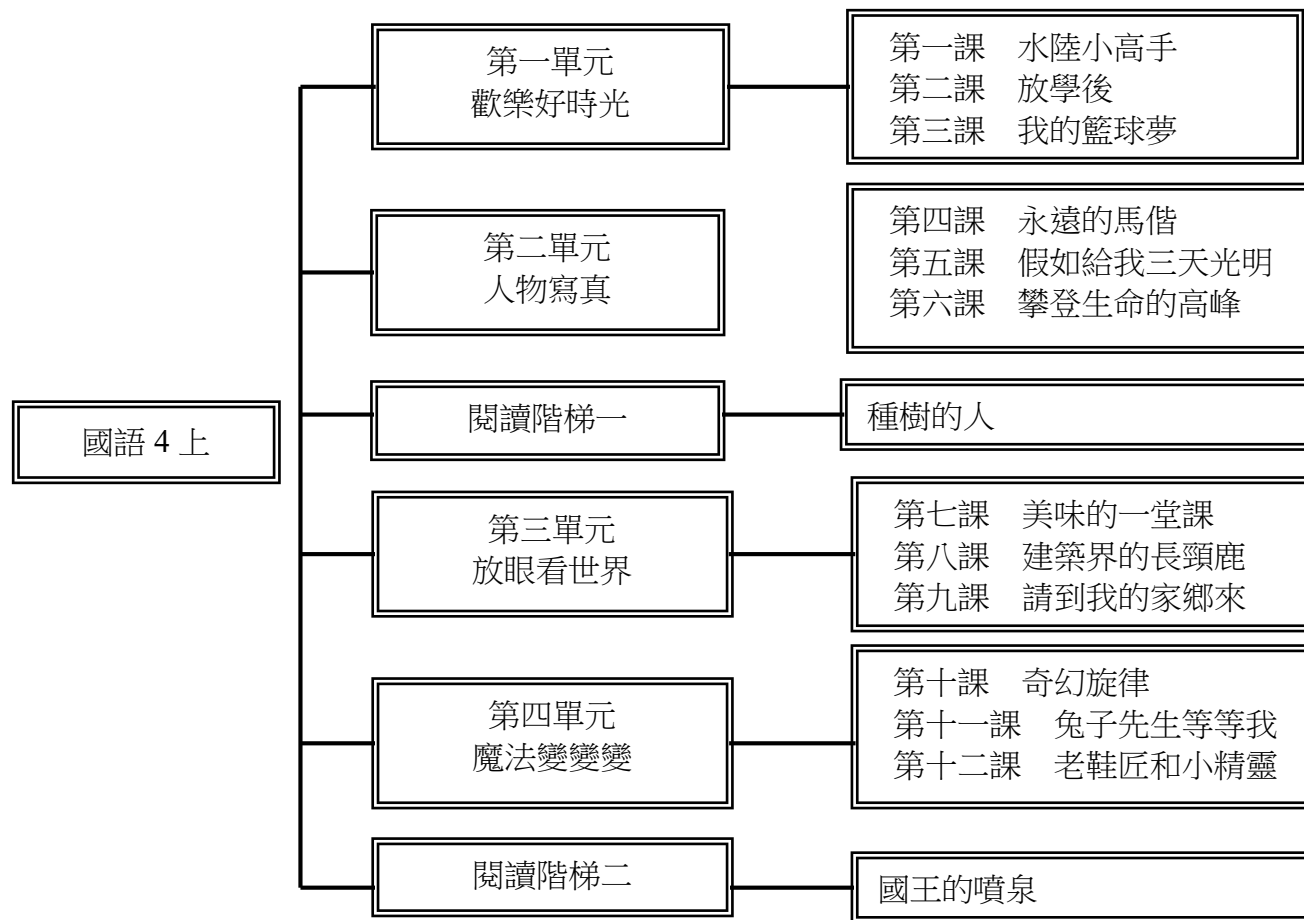 國語 4 上
第一單元
歡樂好時光
第一課　水陸小高手
第二課　放學後
第三課　我的籃球夢
第二單元
人物寫真
第四課　永遠的馬偕
第五課　假如給我三天光明
第六課　攀登生命的高峰
閱讀階梯一
種樹的人
第三單元
放眼看世界
第七課　美味的一堂課
第八課　建築界的長頸鹿
第九課　請到我的家鄉來
第四單元
魔法變變變
第十課　奇幻旋律
第十一課　兔子先生等等我
第十二課　老鞋匠和小精靈
閱讀階梯二
國王的噴泉